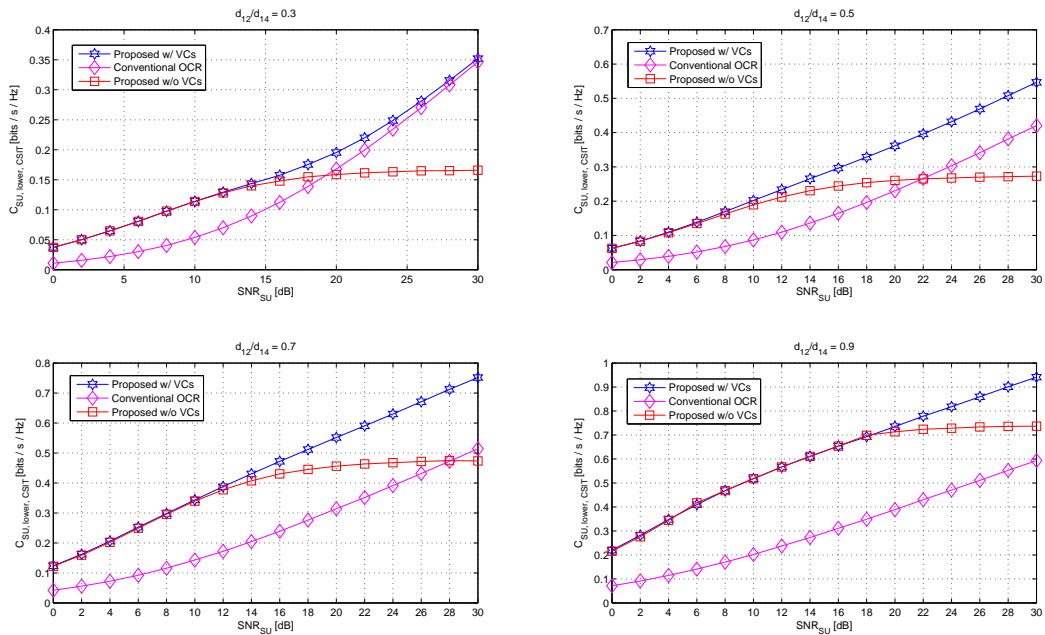 d12/d14 = 0.3
0.4
0.35
0.3
0.25
0.2
0.15
0.1
0.05
0
CSU, lower, CSIT [bits / s / Hz]
Proposed w/ VCs
Conventional OCR
Proposed w/o VCs
0 5 10 15 20 25 30
SNRSU [dB]
d12/d14 = 0.5
0.7
0.6
0.5
0.4
0.3
0.2
0.1
0
CSU, lower, CSIT [bits / s / Hz]
Proposed w/ VCs
Conventional OCR
Proposed w/o VCs
0 2 4 6 8 10 12 14 16 18 20 22 24 26 28 30
SNRSU [dB]
d12/d14 = 0.7
0.8
0.7
0.6
0.5
0.4
0.3
0.2
0.1
0
CSU, lower, CSIT [bits / s / Hz]
Proposed w/ VCs
Conventional OCR
Proposed w/o VCs
0 2 4 6 8 10 12 14 16 18 20 22 24 26 28 30
SNRSU [dB]
d12/d14 = 0.9
1
0.9
0.8
0.7
0.6
0.5
0.4
0.3
0.2
0.1
0
CSU, lower, CSIT [bits / s / Hz]
Proposed w/ VCs
Conventional OCR
Proposed w/o VCs
0 2 4 6 8 10 12 14 16 18 20 22 24 26 28 30
SNRSU [dB]